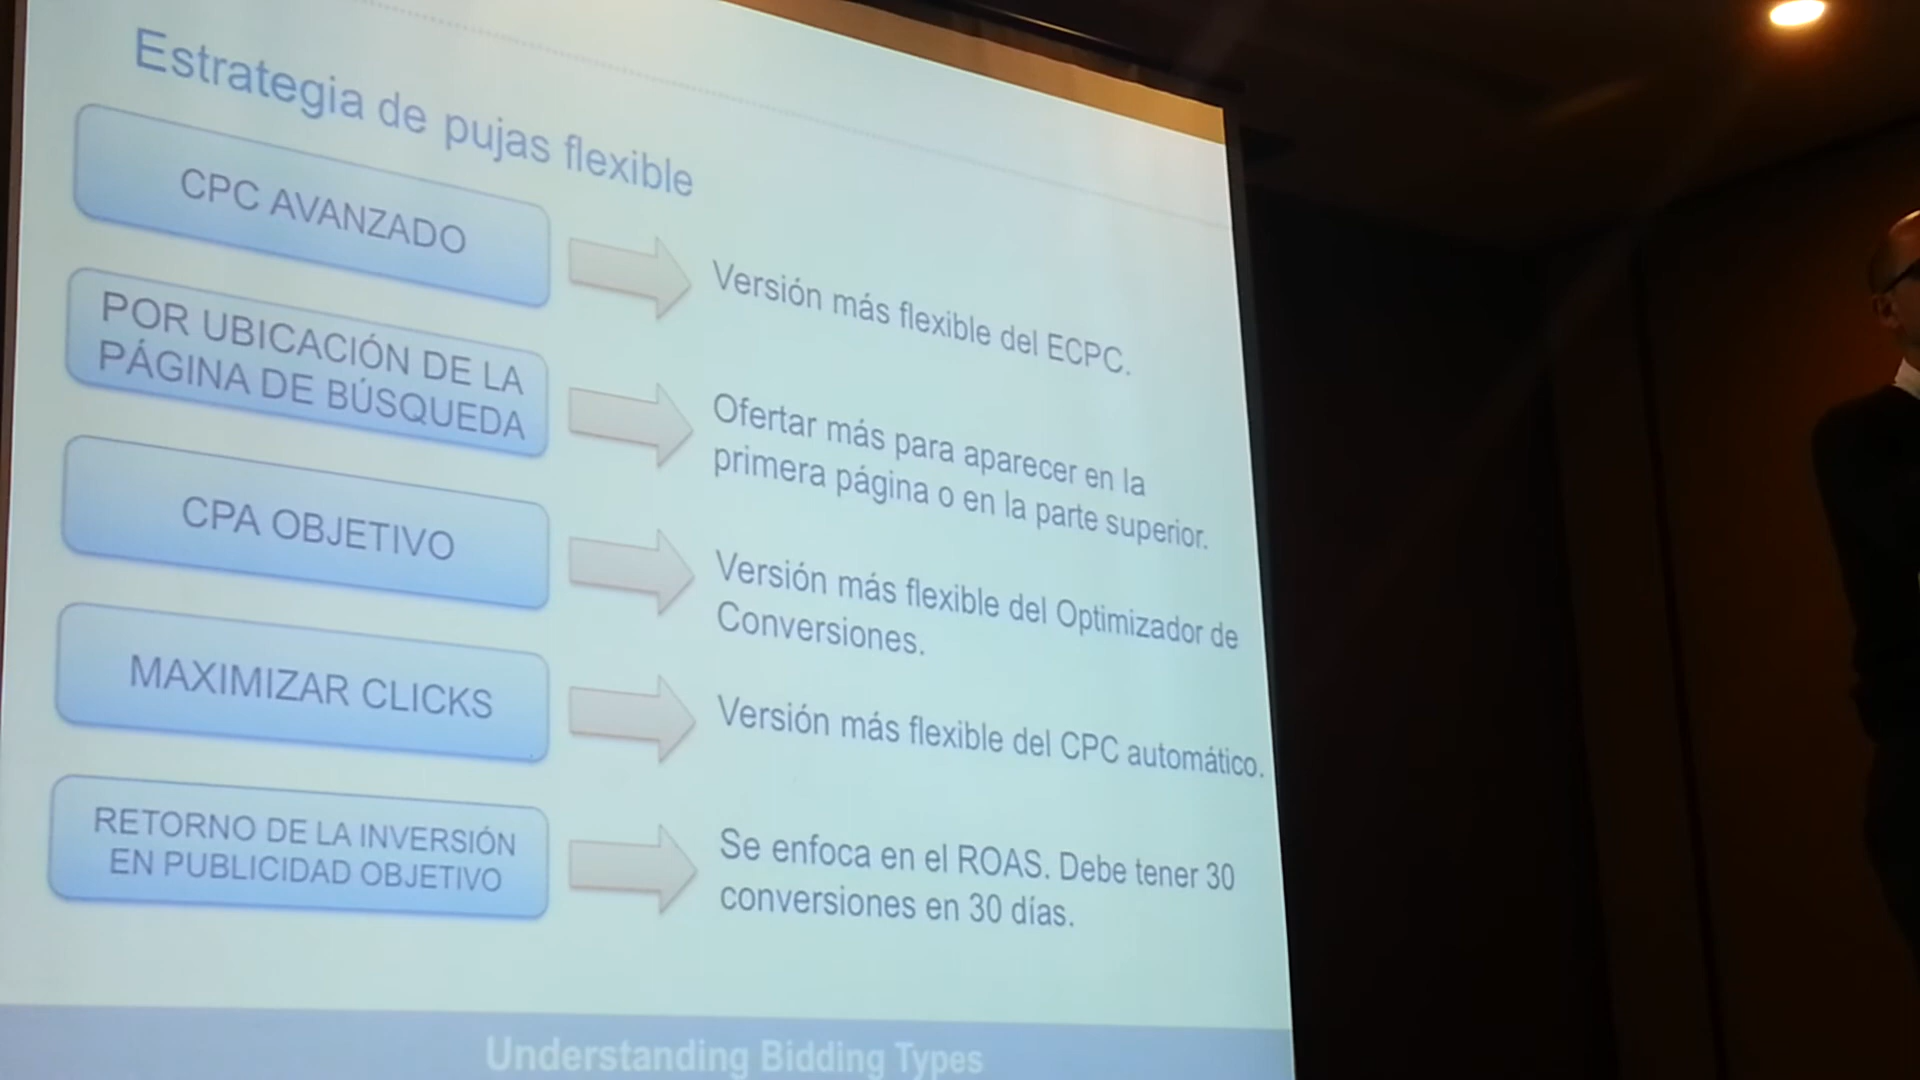 Estrategia de pujas flexible
CPC AVANZADO
Versión más flexible del ECPC.
POR UBICACIÓN DE LA
PÁGINA DE BÚSQUEDA
Ofertar más para aparecer en la
primera página o en la parte superior.
CPA OBJETIVO
Versión más flexible del Optimizador de
Conversiones.
MAXIMIZAR CLICKS
Versión más flexible del CPC automático.
RETORNO DE LA INVERSIÓN
EN PUBLICIDAD OBJETIVO
Se enfoca en el ROAS. Debe tener 30
conversiones en 30 días.
Understanding Bidding Types